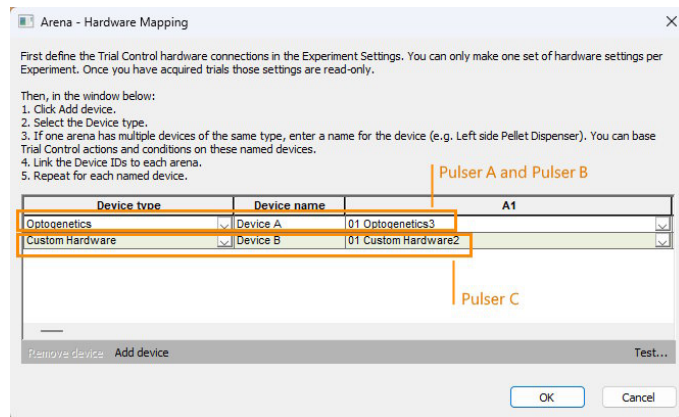 Arena - Hardware Mapping
First define the Trial Control hardware connections in the Experiment Settings. You can only make one set of hardware settings per
Experiment. Once you have acquired trials those settings are read-only.
Then, in the window below:
1. Click Add device.
2. Select the Device type.
3. If one arena has multiple devices of the same type, enter a name for the device (e.g. Left side Pellet Dispenser). You can base
Trial Control actions and conditions on these named devices.
4. Link the Device IDs to each arena.
5. Repeat for each named device.
Pulser A and Pulser B
Device type Device name A1
Optogenetics Device A 01 Optogenetics3
Custom Hardware Device B 01 Custom Hardware2
Pulser C
Remove device Add device Test...
OK Cancel